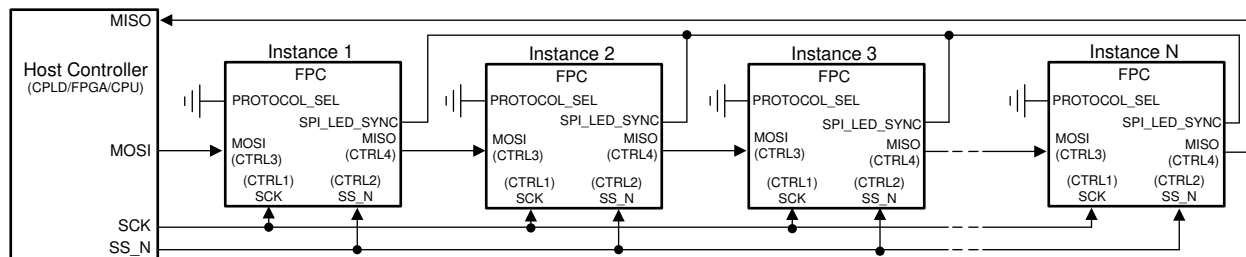 MISO
Host Controller
(CPLD/FPGA/CPU)
MOSI
SCK
SS_N
Instance 1
FPC
PROTOCOL_SEL
SPI_LED_SYNC
MOSI
(CTRL3)
MISO
(CTRL4)
(CTRL1)
SCK
(CTRL2)
SS_N
Instance 2
FPC
PROTOCOL_SEL
SPI_LED_SYNC
MOSI
(CTRL3)
MISO
(CTRL4)
(CTRL1)
SCK
(CTRL2)
SS_N
Instance 3
FPC
PROTOCOL_SEL
SPI_LED_SYNC
MOSI
(CTRL3)
MISO
(CTRL4)
(CTRL1)
SCK
(CTRL2)
SS_N
Instance N
FPC
PROTOCOL_SEL
SPI_LED_SYNC
MOSI
(CTRL3)
MISO
(CTRL4)
(CTRL1)
SCK
(CTRL2)
SS_N